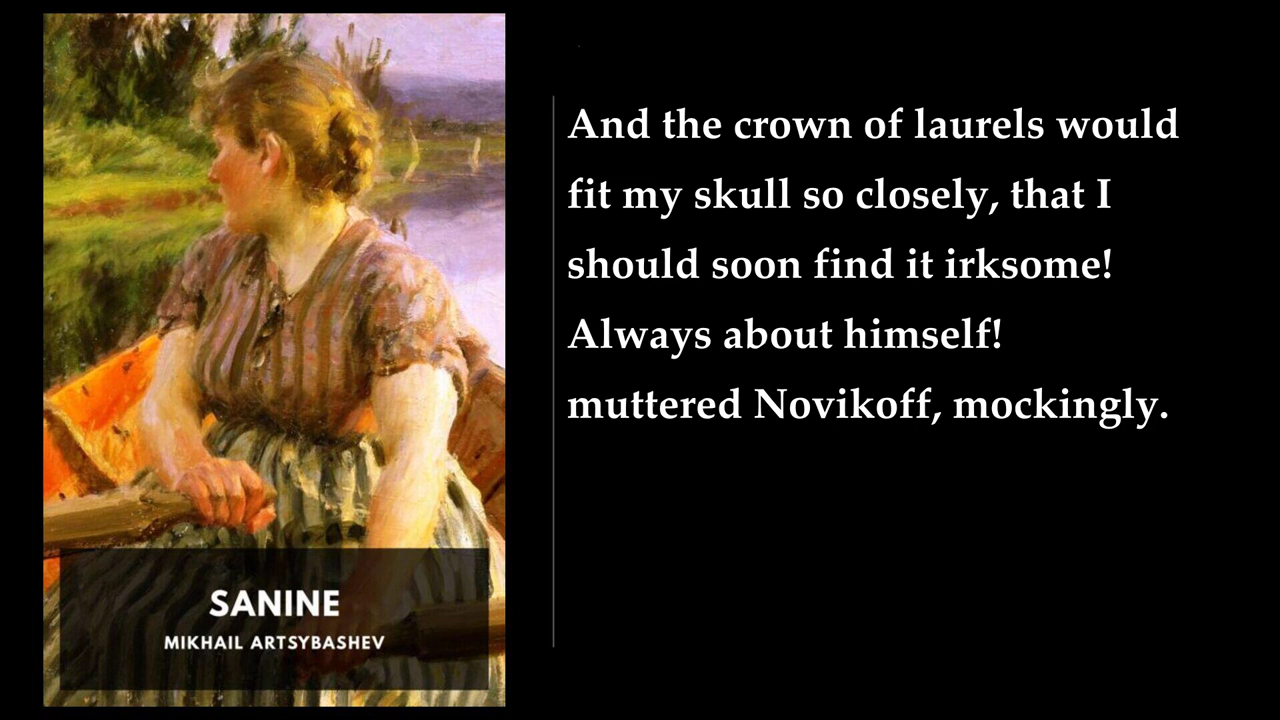 And the crown of laurels would
fit my skull so closely, that I
should soon find it irksome!
Always about himself!
muttered Novikoff, mockingly.
SANINE
MIKHAIL ARTSYBASHEV